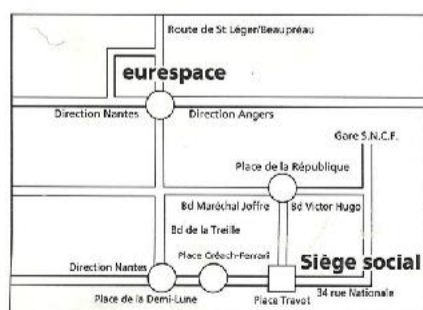 Route de St Léger/Beaupréau
eurespace
Direction Nantes
Direction Angers
Gare S.N.C.F.
Place de la République
Bd Maréchal Joffre
Bd Victor Hugo
Bd de la Treille
Place Créach-Ferrari
Siège social
Direction Nantes
34 rue Nationale
Place de la Demi-Lune
Place Travot